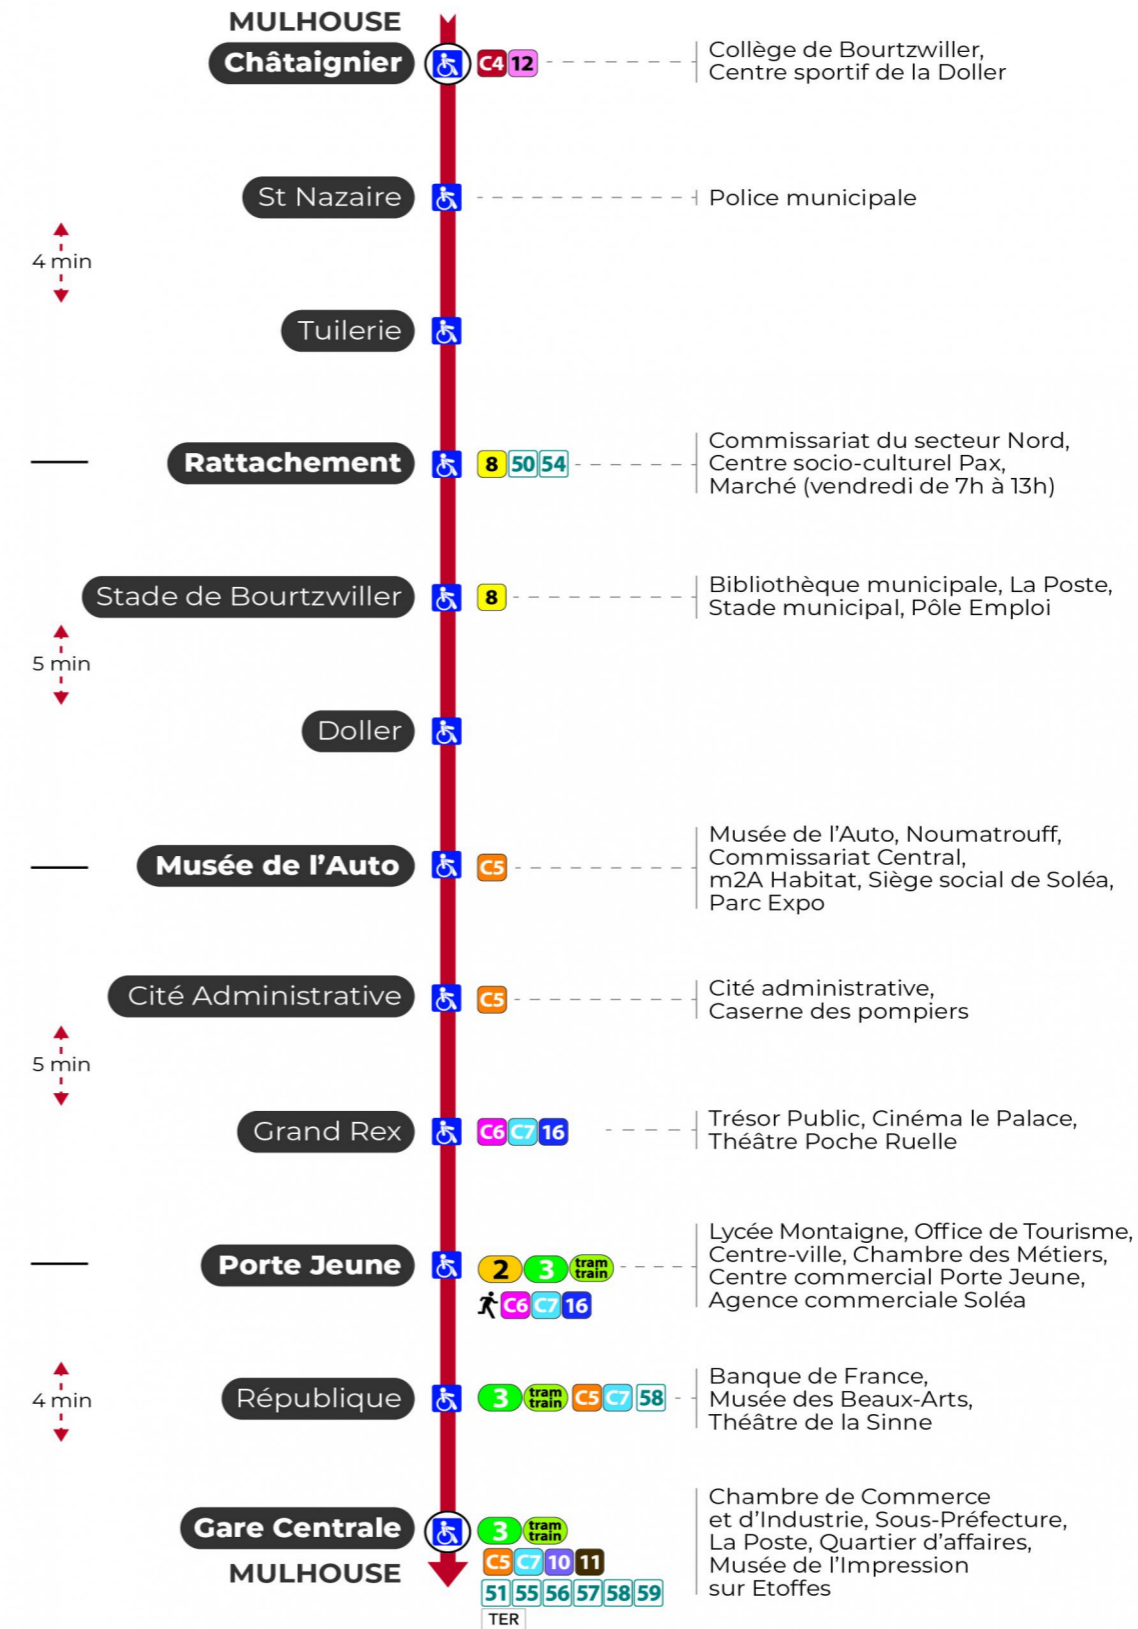 MULHOUSE
Châtaignier C4 12
Collège de Bourtzwiller,
Centre sportif de la Doller
St Nazaire
Police municipale
4 min
Tuilerie
Rattachement 8 50 54
Commissariat du secteur Nord,
Centre socio-culturel Pax,
Marché (vendredi de 7h à 13h)
Stade de Bourtzwiller 8
Bibliothèque municipale, La Poste,
Stade municipal, Pôle Emploi
5 min
Doller
Musée de l'Auto C5
Musée de l'Auto, Noumatrouff,
Commissariat Central,
m2A Habitat, Siège social de Soléa,
Parc Expo
Cité Administrative C5
Cité administrative,
Caserne des pompiers
5 min
Grand Rex C6 C7 16
Trésor Public, Cinéma le Palace,
Théâtre Poche Ruelle
Porte Jeune 2 3 tram train
C6 C7 16
Lycée Montaigne, Office de Tourisme,
Centre-ville, Chambre des Métiers,
Centre commercial Porte Jeune,
Agence commerciale Soléa
4 min
République 3 tram train C5 C7 58
Banque de France,
Musée des Beaux-Arts,
Théâtre de la Sinne
Gare Centrale 3 tram train
MULHOUSE C5 C7 10 11
51 55 56 57 58 59
TER
Chambre de Commerce
et d'Industrie, Sous-Préfecture,
La Poste, Quartier d'affaires,
Musée de l'Impression
sur Etoffes